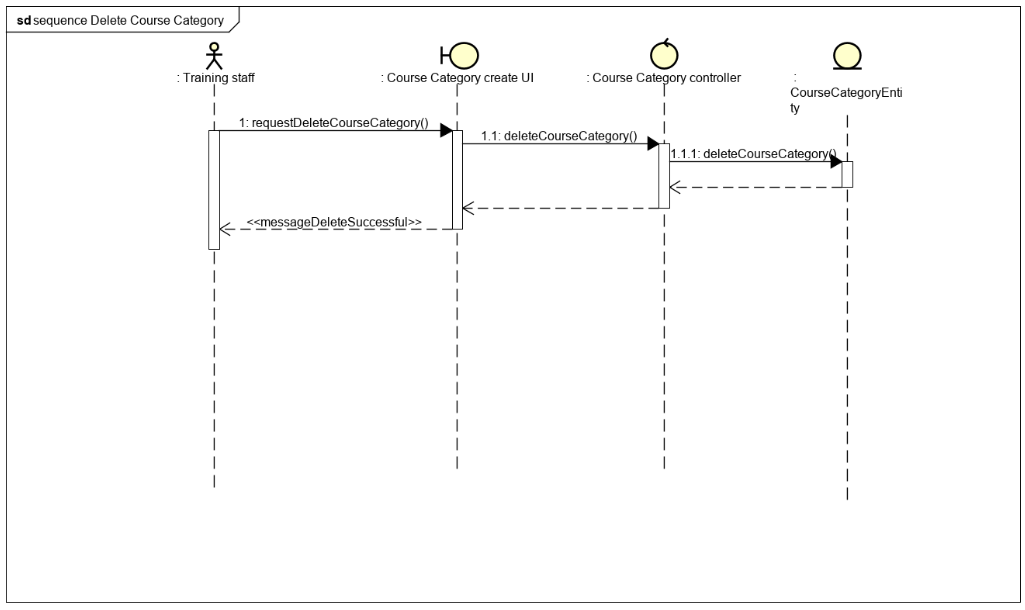 sd sequence Delete Course Category
: Training staff
: Course Category create UI
: Course Category controller
:
CourseCategoryEnti
ty
1: requestDeleteCourseCategory()
1.1: deleteCourseCategory()
1.1.1: deleteCourseCategory()
<<messageDeleteSuccessful>>